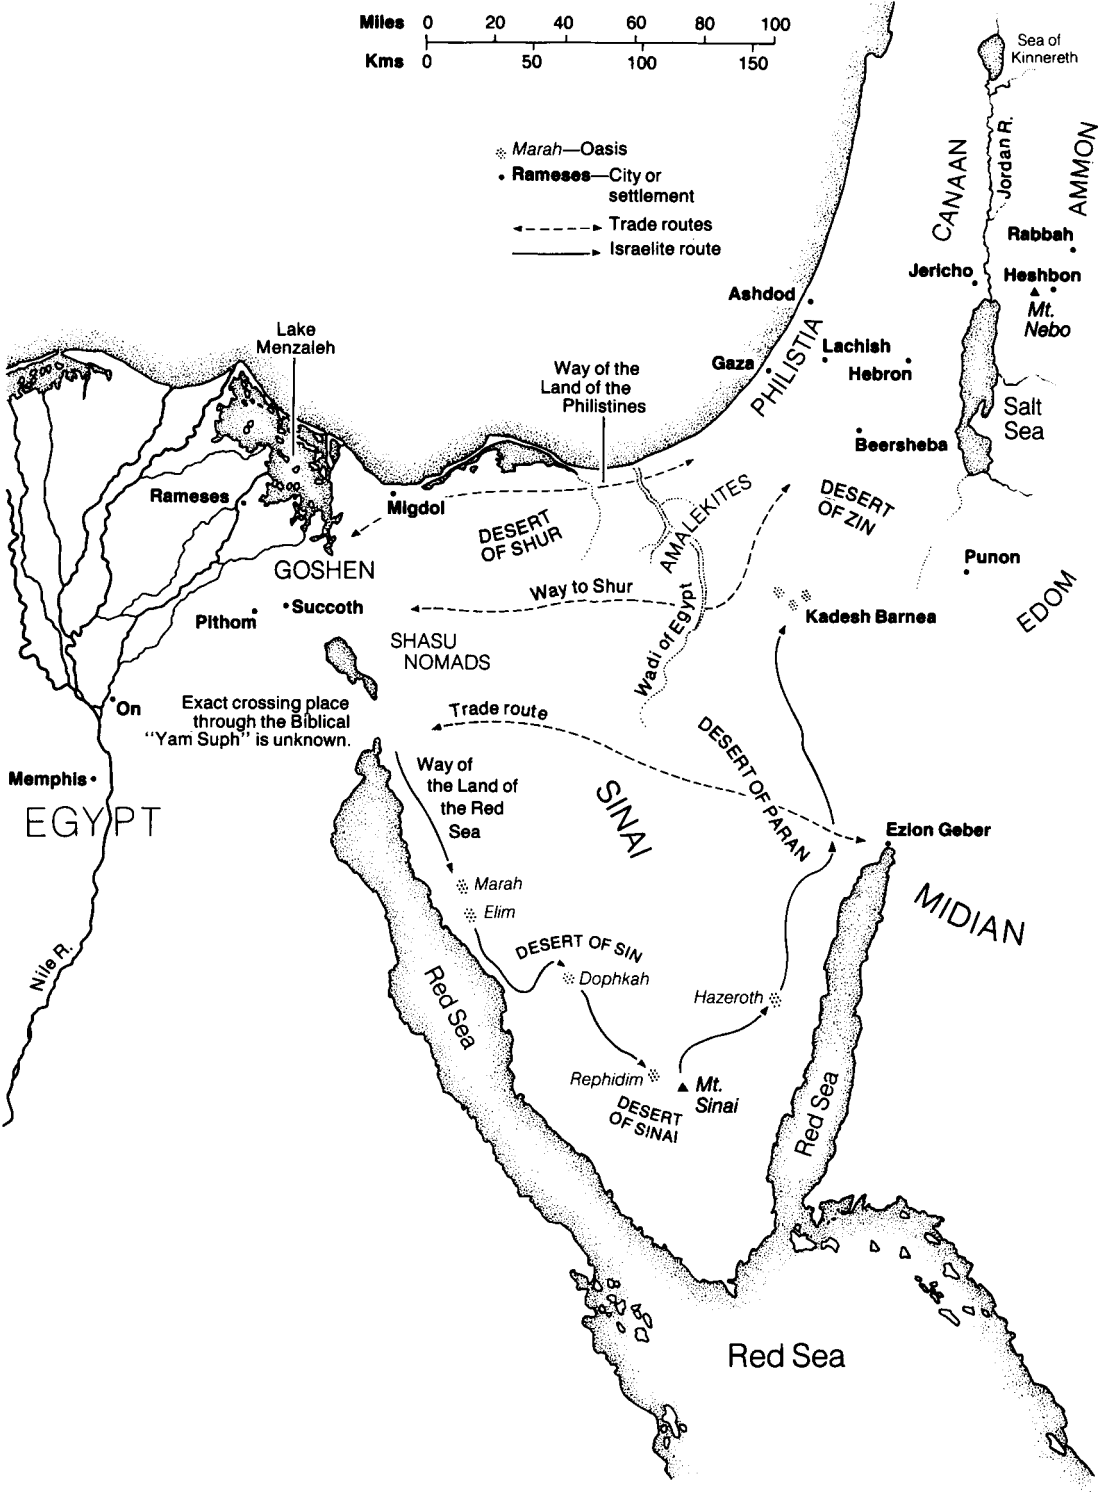 Miles 0 20 40 60 80 100
Kms 0 50 100 150
Marah—Oasis
Rameses—City or
settlement
Trade routes
Israelite route
Sea of
Kinnereth
Jordan R.
CANAAN
AMMON
Rabbah
Jericho
Heshbon
Mt.
Nebo
Ashdod
PHILISTIA
Lachish
Gaza
Hebron
Lake
Menzaleh
Way of the
Land of the
Philistines
Salt
Sea
Beersheba
Rameses
Migdol
DESERT
OF SHUR
AMALEKITES
DESERT
OF ZIN
GOSHEN
Punon
Way to Shur
EDOM
Succoth
Pithom
Kadesh Barnea
Wadi of Egypt
SHASU
NOMADS
On
Exact crossing place
through the Biblical
"Yam Suph" is unknown.
Trade route
DESERT OF PARAN
Memphis
EGYPT
Way of
the Land of
the Red
Sea
SINAI
Ezion Geber
Marah
Elim
MIDIAN
DESERT OF SIN
Nile R.
Dophkah
Red Sea
Hazeroth
Rephidim
Mt.
Sinai
DESERT
OF SINAI
Red Sea
Red Sea